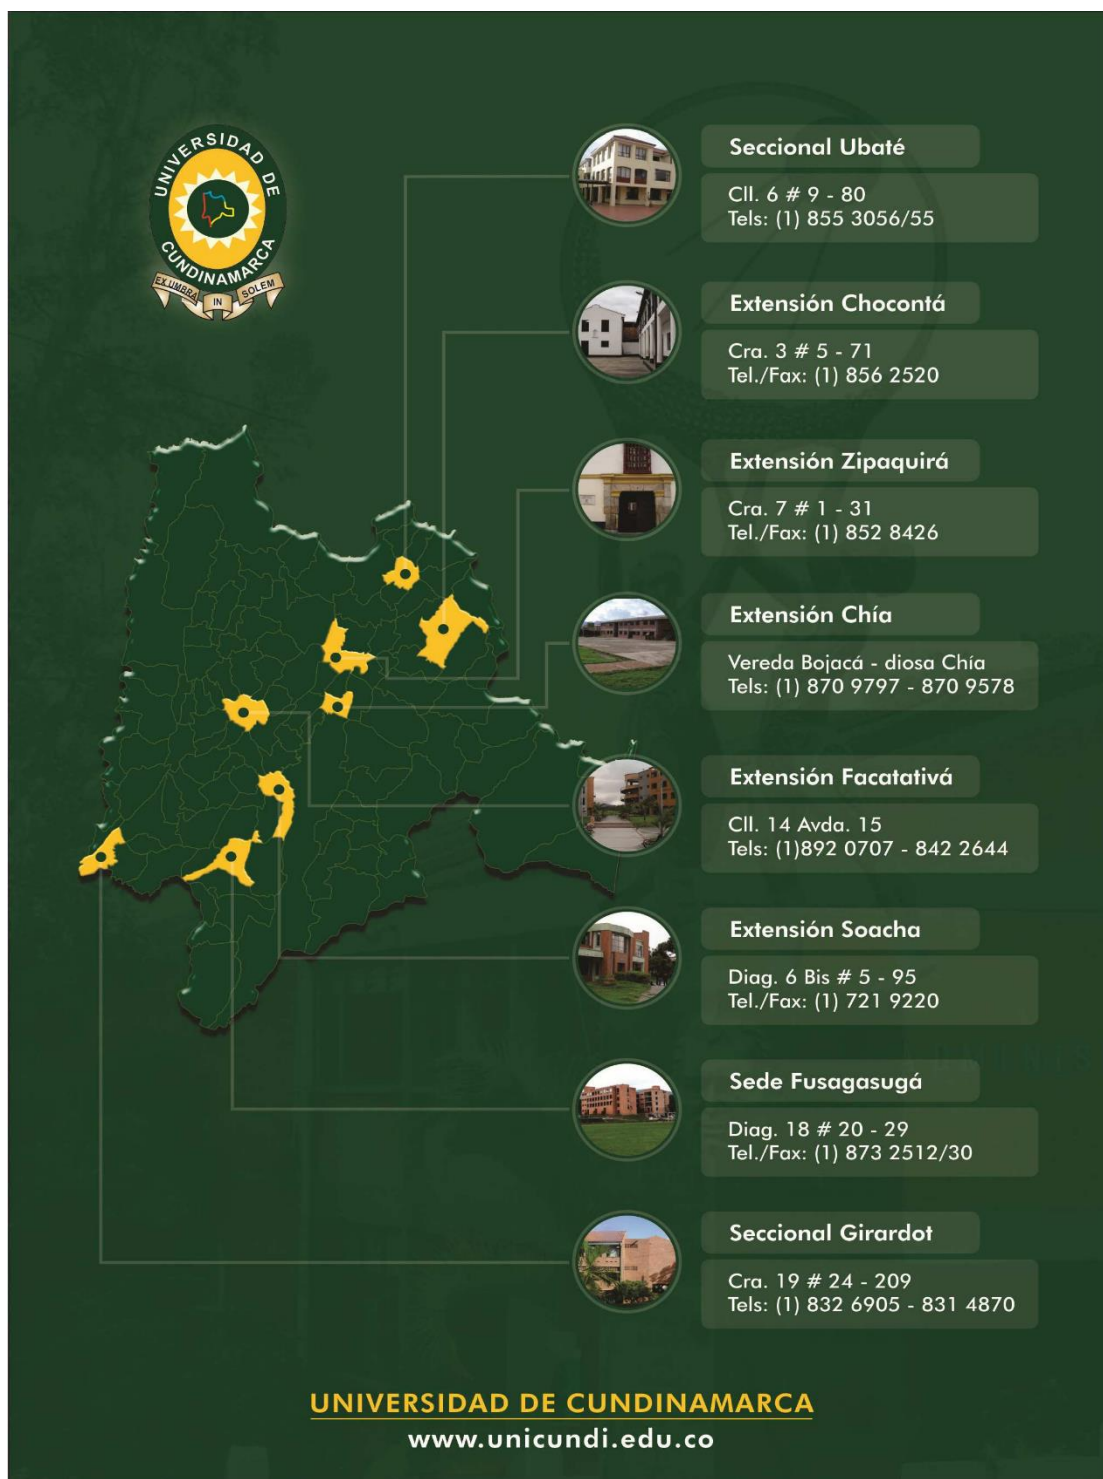 UNIVERSIDAD DE
CUNDINAMARCA
EX UMBRA
IN
SOLEM
Seccional Ubaté
Cll. 6 # 9 - 80
Tels: (1) 855 3056/55
Extensión Chocontá
Cra. 3 # 5 - 71
Tel./Fax: (1) 856 2520
Extensión Zipaquirá
Cra. 7 # 1 - 31
Tel./Fax: (1) 852 8426
Extensión Chía
Vereda Bojacá - diosa Chía
Tels: (1) 870 9797 - 870 9578
Extensión Facatativá
Cll. 14 Avda. 15
Tels: (1)892 0707 - 842 2644
Extensión Soacha
Diag. 6 Bis # 5 - 95
Tel./Fax: (1) 721 9220
Sede Fusagasugá
Diag. 18 # 20 - 29
Tel./Fax: (1) 873 2512/30
Seccional Girardot
Cra. 19 # 24 - 209
Tels: (1) 832 6905 - 831 4870
UNIVERSIDAD DE CUNDINAMARCA
www.unicundi.edu.co